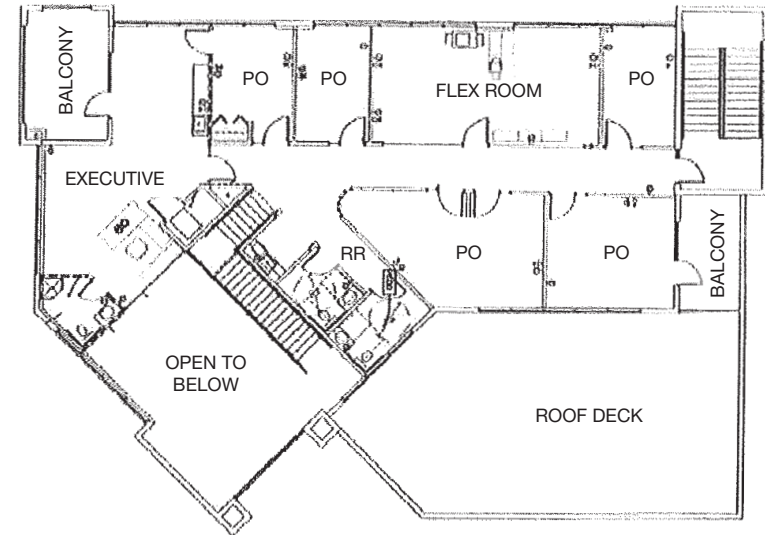 BALCONY
PO
PO
FLEX ROOM
PO
EXECUTIVE
RR
PO
PO
BALCONY
OPEN TO
BELOW
ROOF DECK